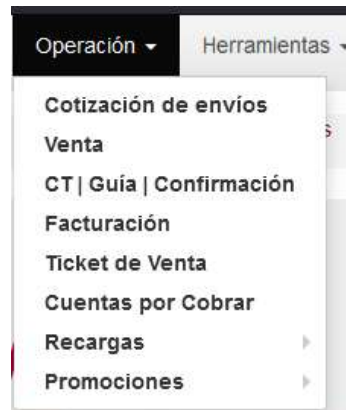 Operación Herramientas
Cotización de envíos
Venta
CT | Guía | Confirmación
Facturación
Ticket de Venta
Cuentas por Cobrar
Recargas
Promociones